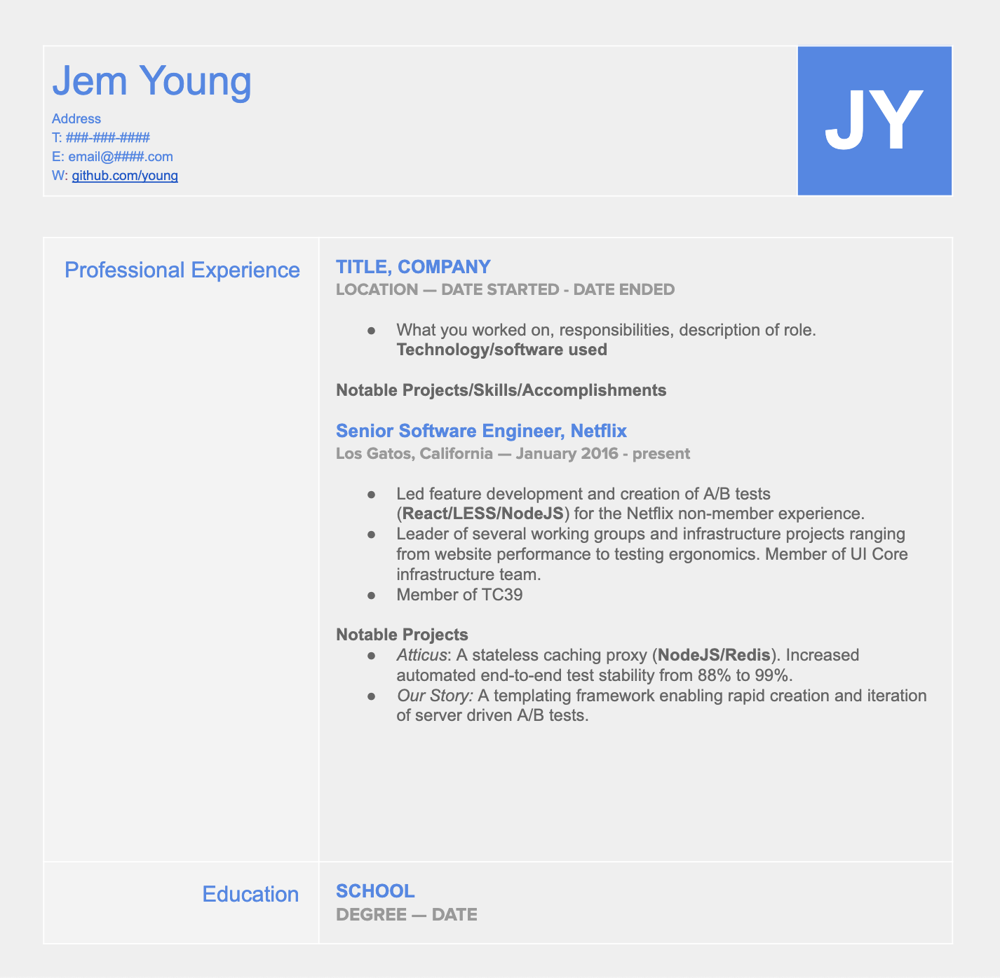 Jem Young
Address
T: ###-###-####
E: email@####.com
W: github.com/young
JY
Professional Experience
TITLE, COMPANY
LOCATION — DATE STARTED - DATE ENDED
● What you worked on, responsibilities, description of role.
Technology/software used
Notable Projects/Skills/Accomplishments
Senior Software Engineer, Netflix
Los Gatos, California — January 2016 - present
● Led feature development and creation of A/B tests
(React/LESS/NodeJS) for the Netflix non-member experience.
● Leader of several working groups and infrastructure projects ranging
from website performance to testing ergonomics. Member of UI Core
infrastructure team.
● Member of TC39
Notable Projects
● Atticus: A stateless caching proxy (NodeJS/Redis). Increased
automated end-to-end test stability from 88% to 99%.
● Our Story: A templating framework enabling rapid creation and iteration
of server driven A/B tests.
Education
SCHOOL
DEGREE — DATE